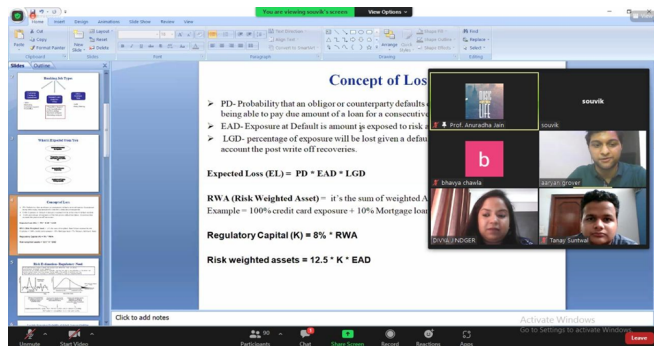 You are viewing souvik's screen
View Options
Home Insert Design Animations Slide Show Review View
Cut
Copy
Format Painter
Clipboard
New Slide
Layout
Reset
Delete
Slides
Font
Paragraph
Text Direction
Align Text
Convert to SmartArt
Arrange
Quick Styles
Shape Fill
Shape Outline
Shape Effects
Drawing
Find
Replace
Select
Editing
Slides Outline
Concept of Los
➢ PD- Probability that an obligor or counterparty defaults
being able to pay due amount of a loan for a consecutive
➢ EAD- Exposure at Default is amount is exposed to risk
➢ LGD- percentage of exposure will be lost given a defau
account the post write off recoveries.
Expected Loss (EL) = PD * EAD * LGD
RWA (Risk Weighted Asset) = it's the sum of weighted A
Example = 100% credit card exposure + 10% Mortgage loan
Regulatory Capital (K) = 8% * RWA
Risk weighted assets = 12.5 * K * EAD
Prof. Anuradha Jain
souvik
souvik
b
bhavya chawla
aaryan grover
DIVYA JINDGER
Tanay Suntwal
Click to add notes
Activate Windows
Go to Settings to activate Windows.
Unmute
Start Video
90
Participants
Chat
Share Screen
Record
Reactions
Apps
Leave